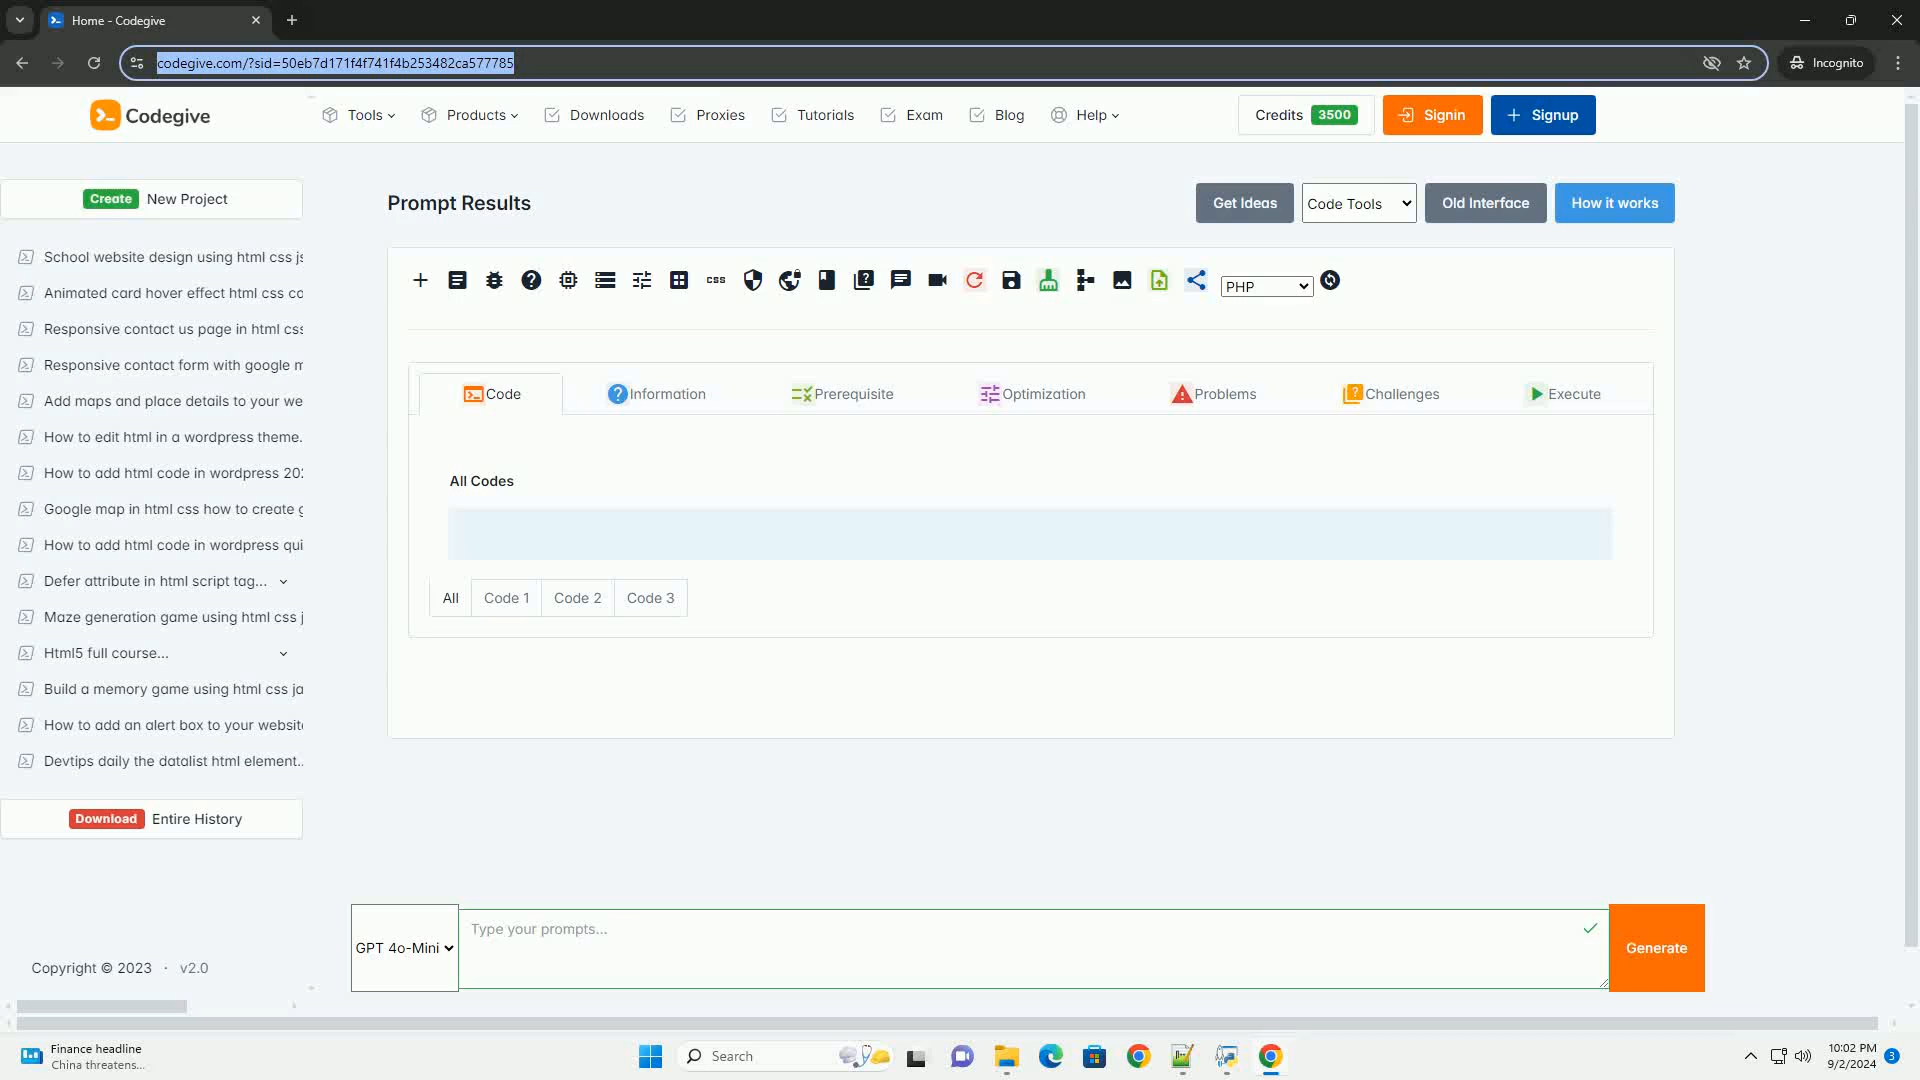 Home - Codegive
codegive.com/?sid=50eb7d171f4f741f4b253482ca577785
Incognito
Codegive
Tools
Products
Downloads
Proxies
Tutorials
Exam
Blog
Help
Credits 3500
Signin
Signup
Create New Project
School website design using html css js
Animated card hover effect html css co
Responsive contact us page in html css
Responsive contact form with google m
Add maps and place details to your we
How to edit html in a wordpress theme.
How to add html code in wordpress 202
Google map in html css how to create g
How to add html code in wordpress qui
Defer attribute in html script tag...
Maze generation game using html css j
Html5 full course...
Build a memory game using html css ja
How to add an alert box to your website
Devtips daily the datalist html element..
Download Entire History
Copyright © 2023 · v2.0
Prompt Results
Get Ideas
Code Tools
Old Interface
How it works
css
PHP
Code
Information
Prerequisite
Optimization
Problems
Challenges
Execute
All Codes
All
Code 1
Code 2
Code 3
GPT 4o-Mini
Type your prompts...
Generate
Finance headline
China threatens...
Search
10:02 PM
9/2/2024
3